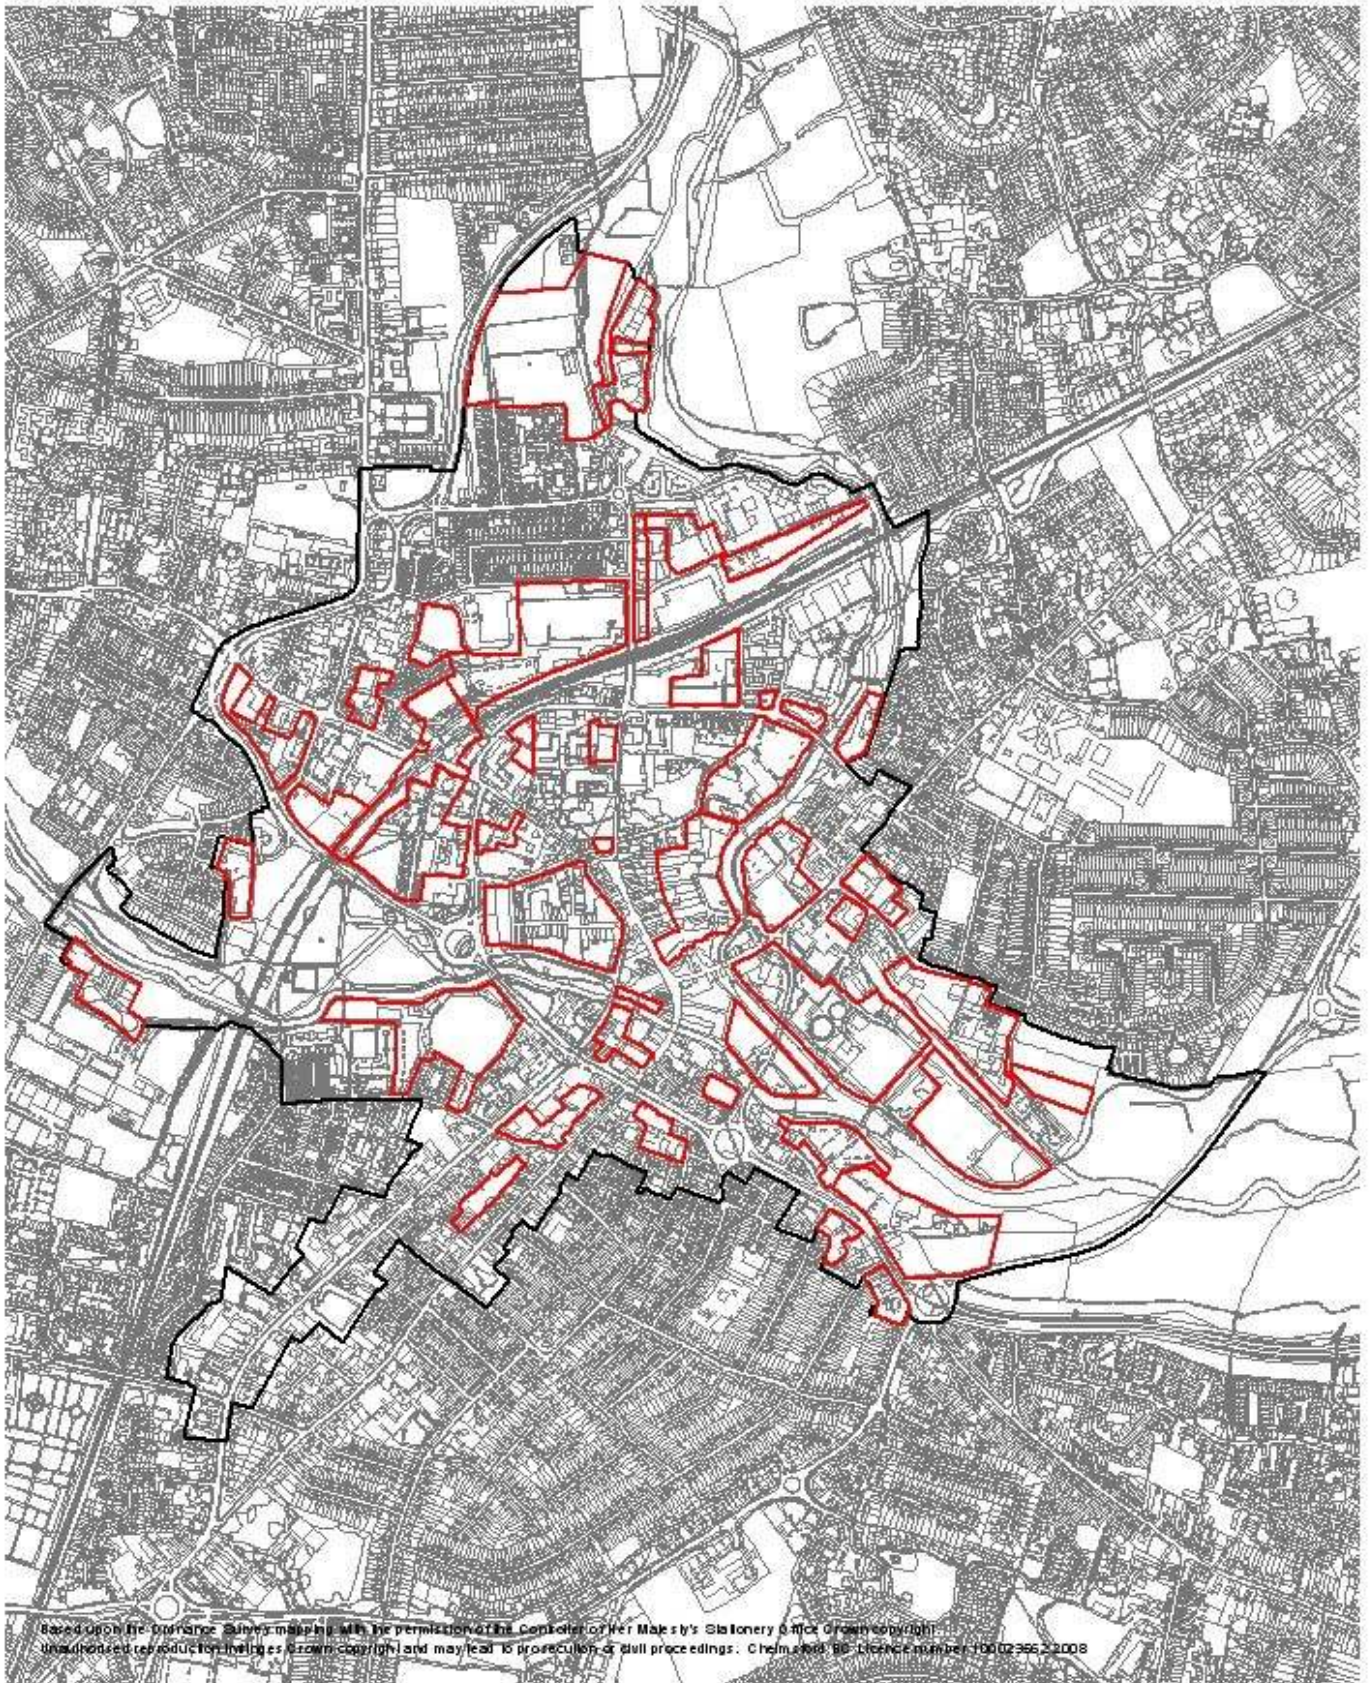 Based upon the Ordnance Survey mapping with the permission of the Controller of Her Majesty's Stationery Office Crown copyright.
Unauthorised reproduction infringes Crown copyright and may lead to prosecution or civil proceedings. Chelmsford BC Licence number 100023562 2008